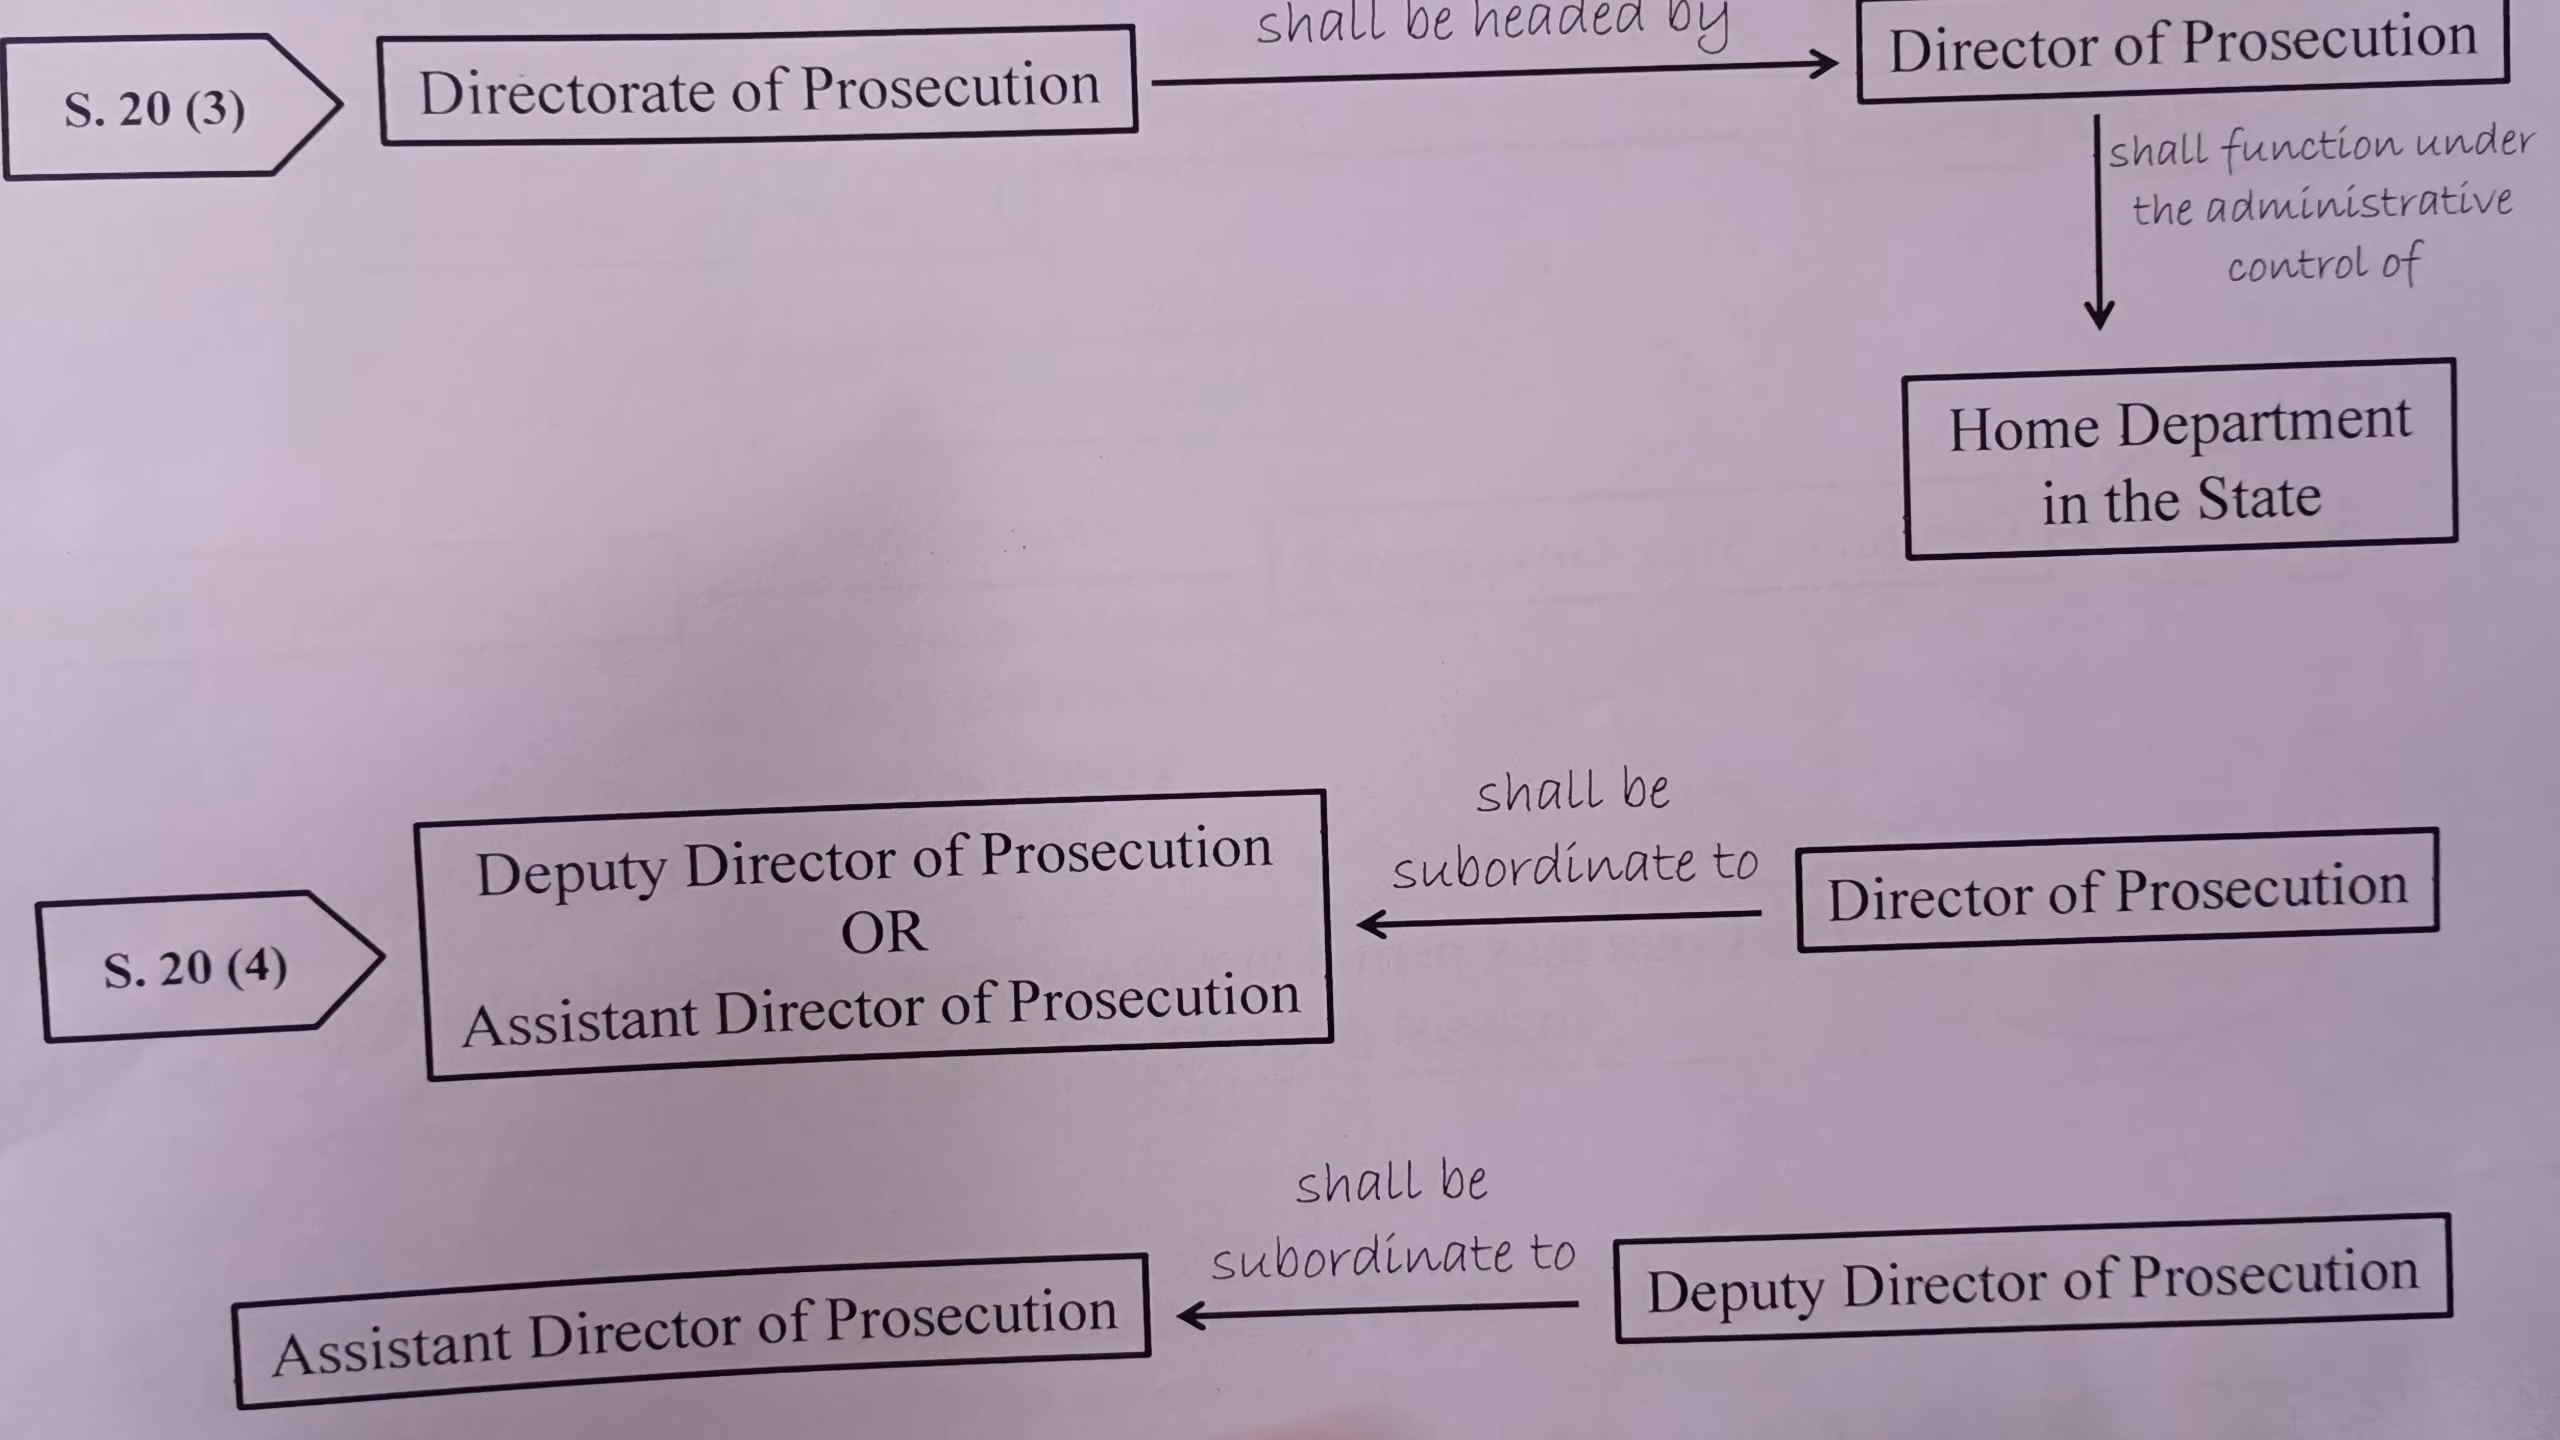 shall be headed by
S. 20 (3)
Directorate of Prosecution
Director of Prosecution
shall function under
the administrative
control of
Home Department
in the State
S. 20 (4)
Deputy Director of Prosecution
OR
Assistant Director of Prosecution
shall be
subordinate to
Director of Prosecution
Assistant Director of Prosecution
shall be
subordinate to
Deputy Director of Prosecution